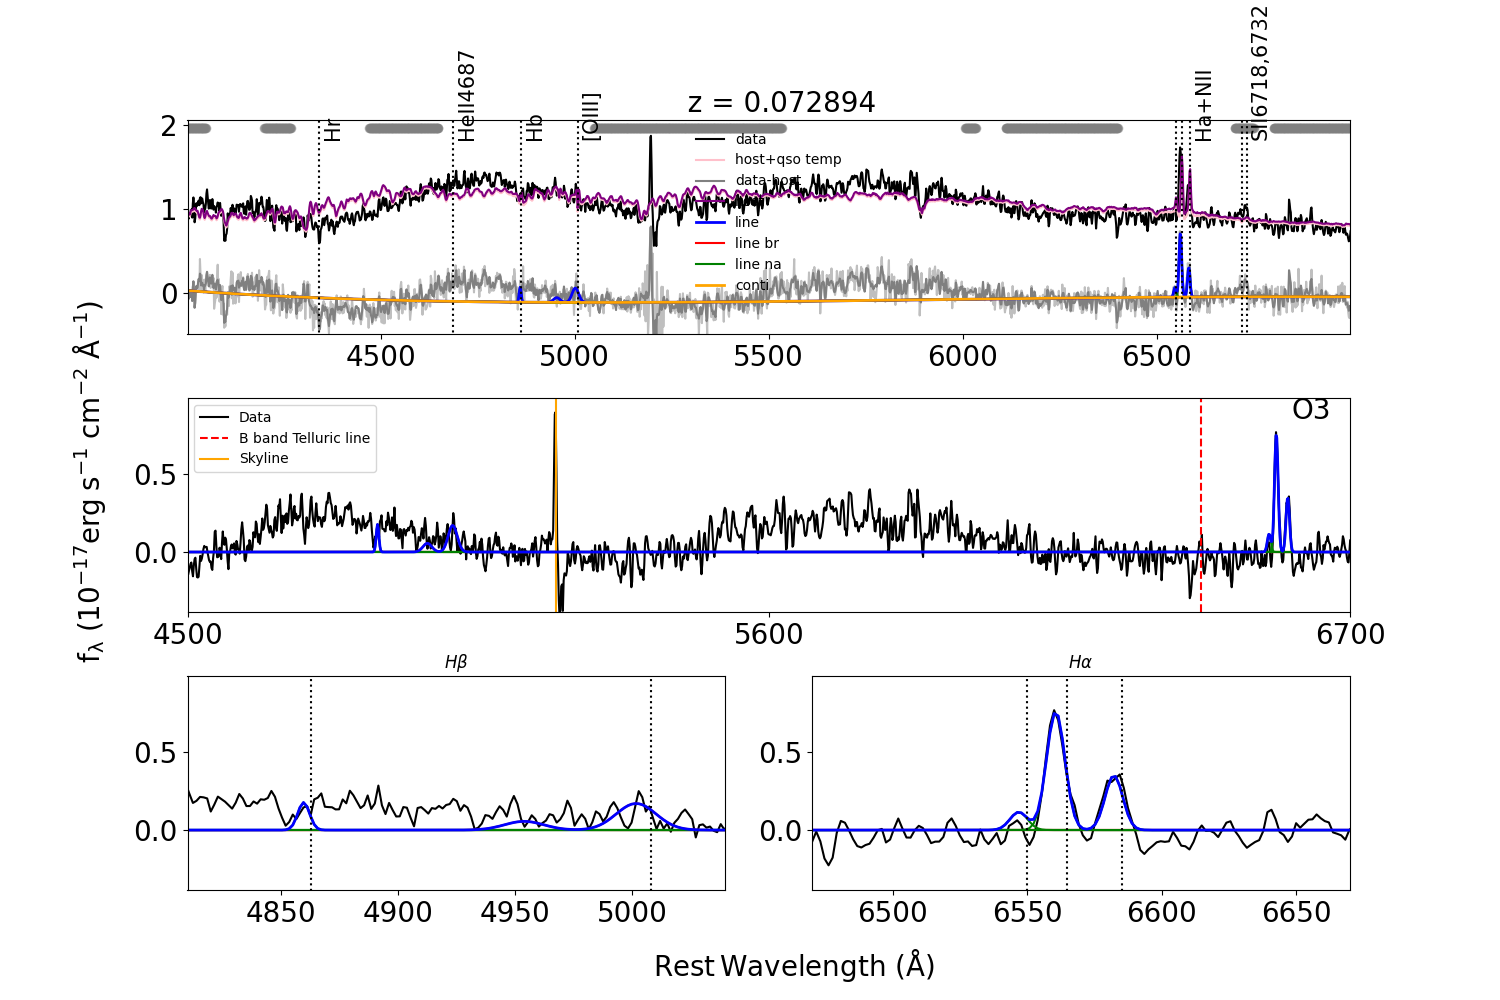 z = 0.072894
Hr
HeII4687
Hb
[OIII]
Ha+NII
SII6718,6732
data
host+qso temp
data-host
line
line br
line na
conti
2
1
0
4500
5000
5500
6000
6500
O3
Data
B band Telluric line
Skyline
0.5
0.0
4500
5600
6700
fλ (10⁻¹⁷erg s⁻¹ cm⁻² Å⁻¹)
Hβ
0.5
0.0
4850
4900
4950
5000
Hα
0.5
0.0
6500
6550
6600
6650
Rest Wavelength (Å)